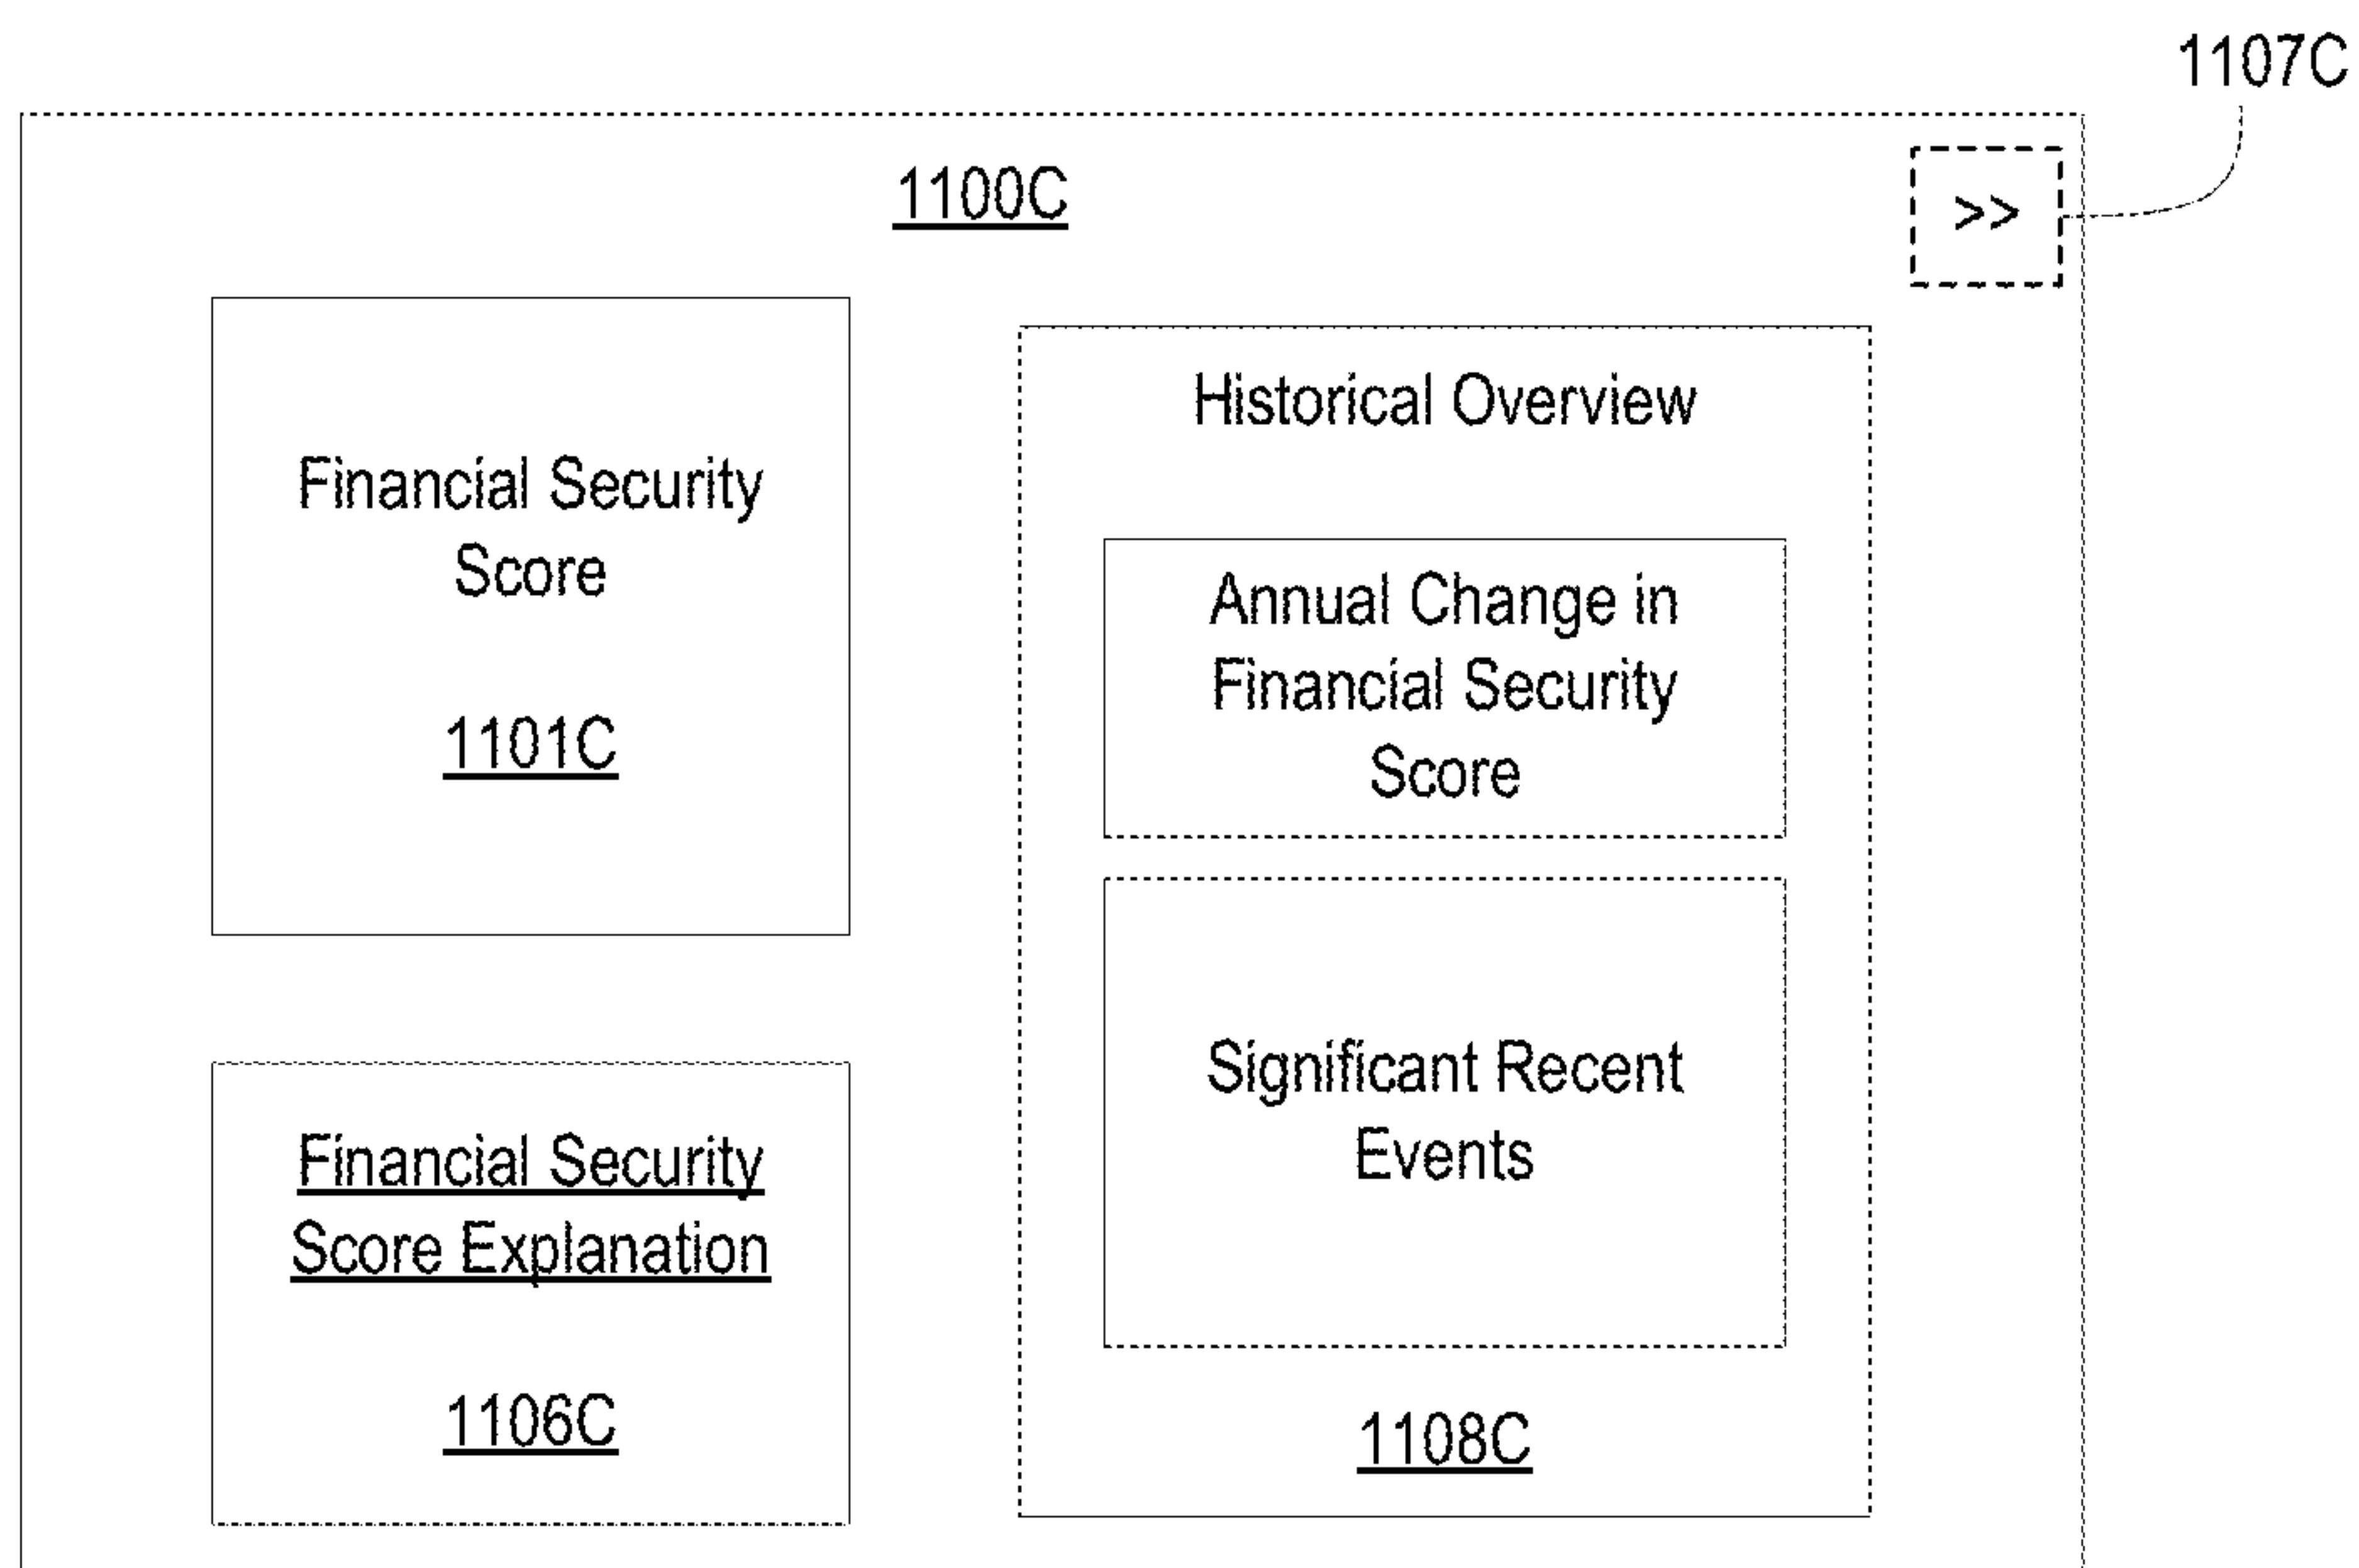 1107C
1100C
>>
Financial Security
Score
1101C
Financial Security
Score Explanation
1106C
Historical Overview
Annual Change in
Financial Security
Score
Significant Recent
Events
1108C